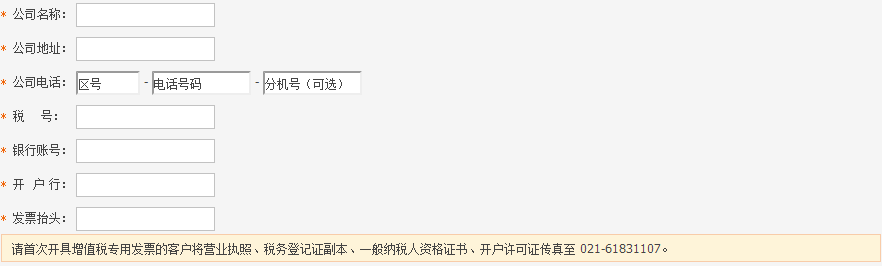 * 公司名称：
* 公司地址：
* 公司电话： 区号 - 电话号码 - 分机号（可选）
* 税 号：
* 银行账号：
* 开 户 行：
* 发票抬头：
请首次开具增值税专用发票的客户将营业执照、税务登记证副本、一般纳税人资格证书、开户许可证传真至 021-61831107。